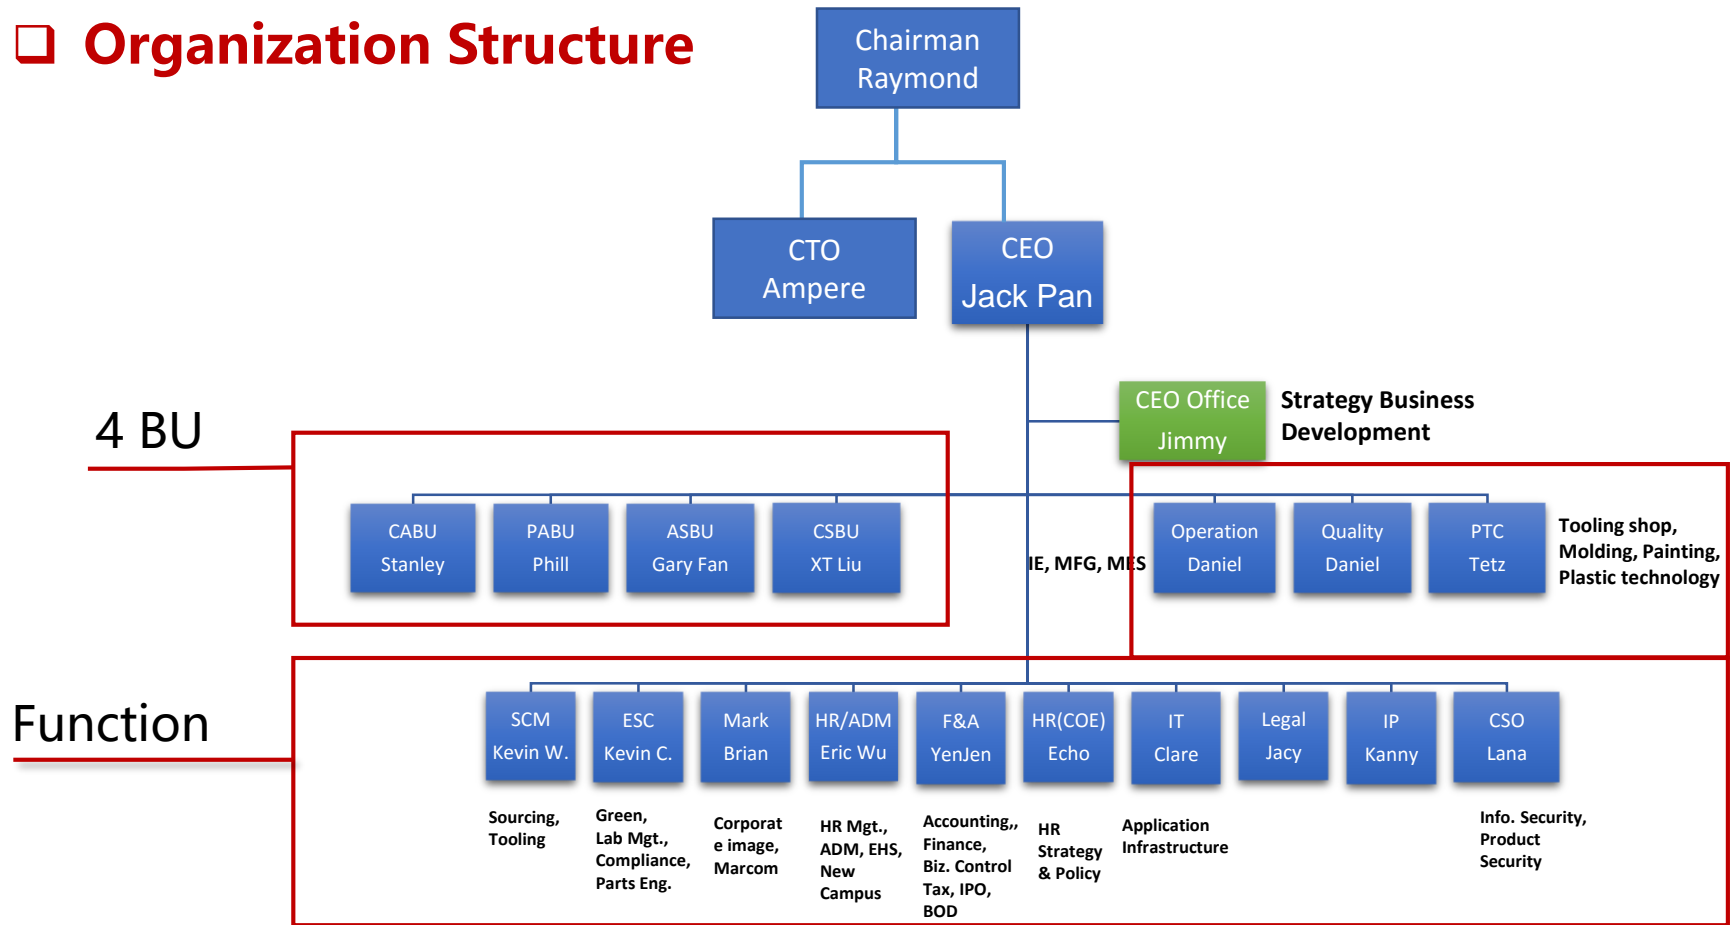 ❑ Organization Structure
Chairman
Raymond
CTO
Ampere
CEO
Jack Pan
CEO Office
Jimmy
Strategy Business
Development
4 BU
CABU
Stanley
PABU
Phill
ASBU
Gary Fan
CSBU
XT Liu
IE, MFG, MES
Operation
Daniel
Quality
Daniel
PTC
Tetz
Tooling shop,
Molding, Painting,
Plastic technology
Function
SCM
Kevin W.
ESC
Kevin C.
Mark
Brian
HR/ADM
Eric Wu
F&A
YenJen
HR(COE)
Echo
IT
Clare
Legal
Jacy
IP
Kanny
CSO
Lana
Sourcing,
Tooling
Green,
Lab Mgt.,
Compliance,
Parts Eng.
Corporat
e image,
Marcom
HR Mgt.,
ADM, EHS,
New
Campus
Accounting,,
Finance,
Biz. Control
Tax, IPO,
BOD
HR
Strategy
& Policy
Application
Infrastructure
Info. Security,
Product
Security